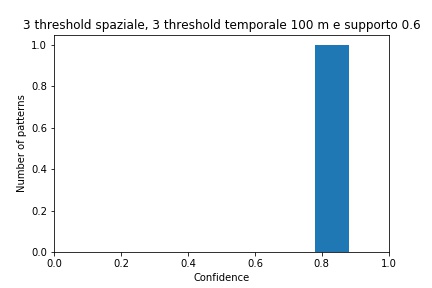 3 threshold spaziale, 3 threshold temporale 100 m e supporto 0.6
1.0
0.8
0.6
0.4
0.2
0.0
Number of patterns
0.0 0.2 0.4 0.6 0.8 1.0
Confidence